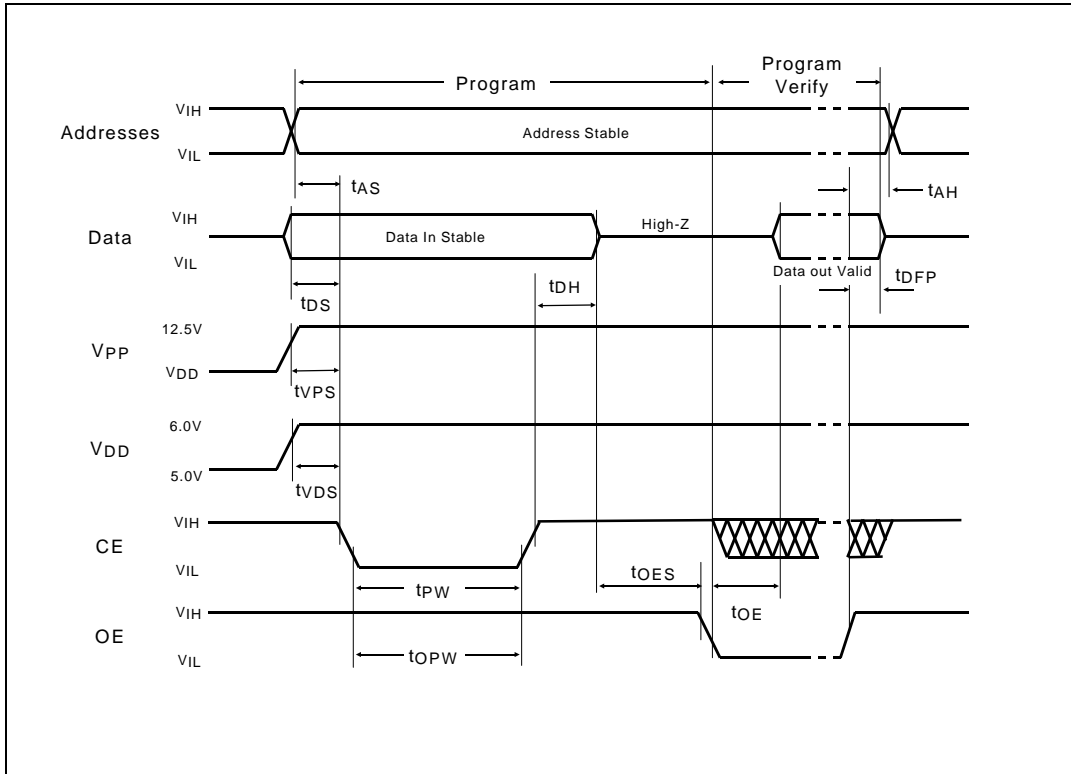 Program
Program
Verify
Addresses
VIH
VIL
Address Stable
tAS
tAH
Data
VIH
VIL
Data In Stable
High-Z
Data out Valid
tDS
tDH
tDFP
VPP
12.5V
VDD
tVPS
VDD
6.0V
5.0V
tVDS
CE
VIH
VIL
tPW
tOES
tOE
OE
VIH
VIL
tOPW